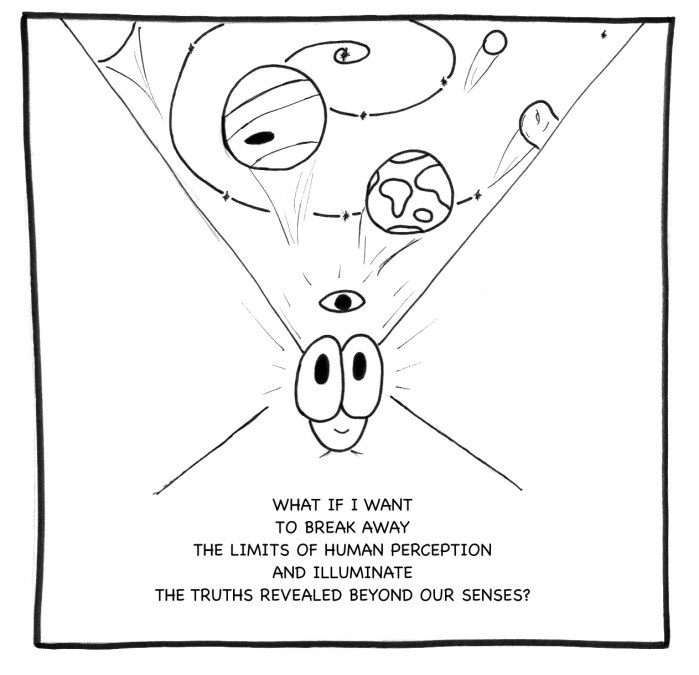 WHAT IF I WANT
TO BREAK AWAY
THE LIMITS OF HUMAN PERCEPTION
AND ILLUMINATE
THE TRUTHS REVEALED BEYOND OUR SENSES?